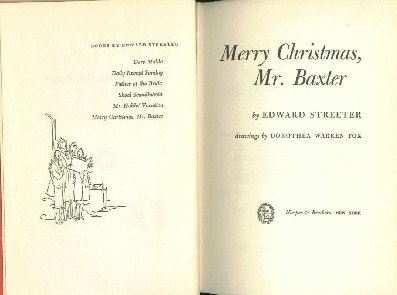 BOOKS BY EDWARD STREETER
Dere Mable
Daily Except Sunday
Father of the Bride
Skoal Scandinavia
Mr. Hobbs' Vacation
Merry Christmas, Mr. Baxter
Merry Christmas,
Mr. Baxter
by EDWARD STREETER
drawings by DOROTHEA WARREN FOX
Harper & Brothers NEW YORK